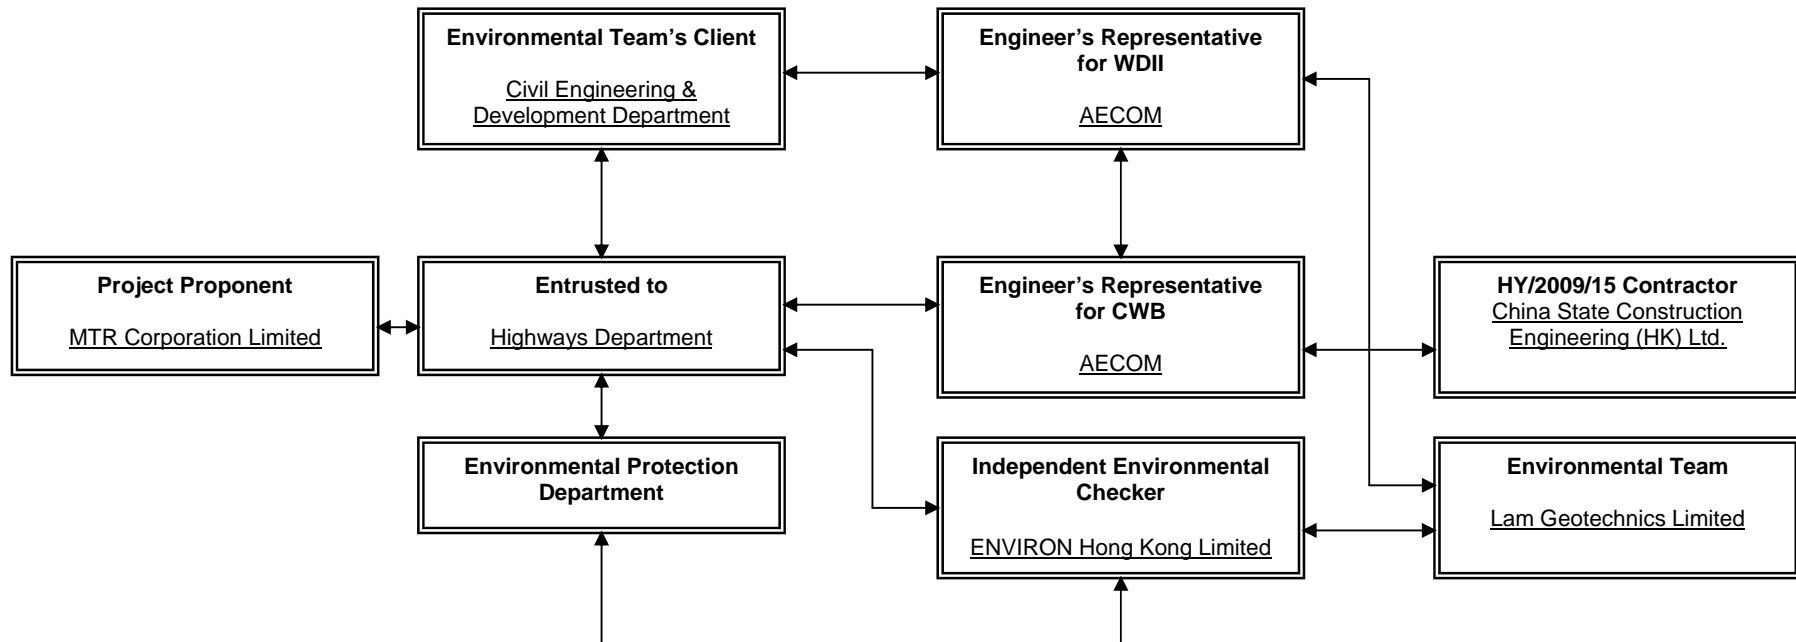 Environmental Team’s Client
Civil Engineering &
Development Department
Engineer’s Representative
for WDII
AECOM
Project Proponent
MTR Corporation Limited
Entrusted to
Highways Department
Engineer’s Representative
for CWB
AECOM
HY/2009/15 Contractor
China State Construction
Engineering (HK) Ltd.
Environmental Protection
Department
Independent Environmental
Checker
ENVIRON Hong Kong Limited
Environmental Team
Lam Geotechnics Limited